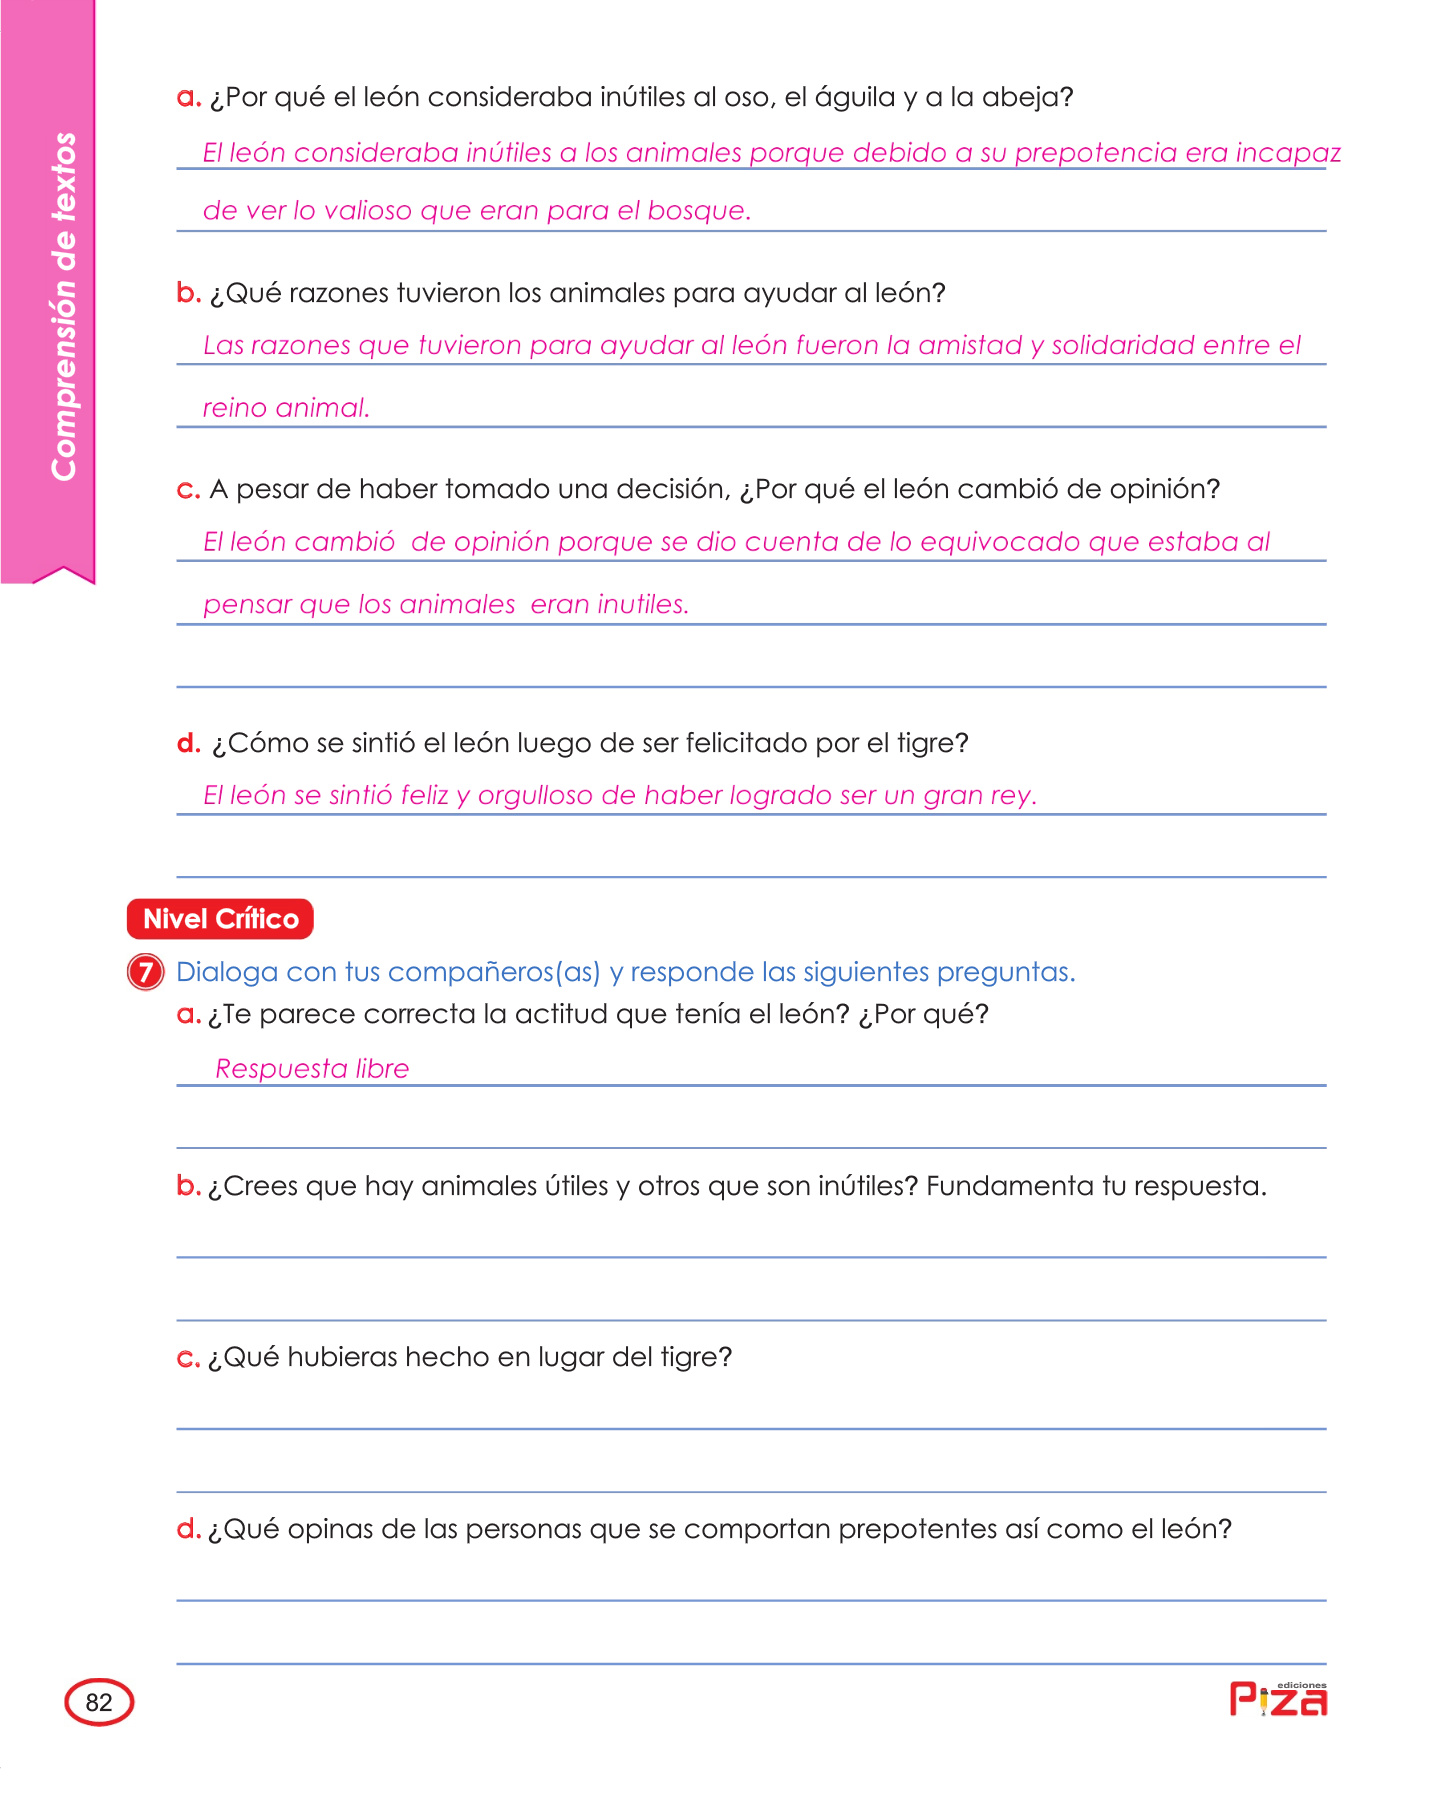 Comprensión de textos
a. ¿Por qué el león consideraba inútiles al oso, el águila y a la abeja?
El león consideraba inútiles a los animales porque debido a su prepotencia era incapaz
de ver lo valioso que eran para el bosque.
b. ¿Qué razones tuvieron los animales para ayudar al león?
Las razones que tuvieron para ayudar al león fueron la amistad y solidaridad entre el
reino animal.
c. A pesar de haber tomado una decisión, ¿Por qué el león cambió de opinión?
El león cambió de opinión porque se dio cuenta de lo equivocado que estaba al
pensar que los animales eran inutiles.
d. ¿Cómo se sintió el león luego de ser felicitado por el tigre?
El león se sintió feliz y orgulloso de haber logrado ser un gran rey.
Nivel Crítico
7 Dialoga con tus compañeros(as) y responde las siguientes preguntas.
a. ¿Te parece correcta la actitud que tenía el león? ¿Por qué?
Respuesta libre
b. ¿Crees que hay animales útiles y otros que son inútiles? Fundamenta tu respuesta.
c. ¿Qué hubieras hecho en lugar del tigre?
d. ¿Qué opinas de las personas que se comportan prepotentes así como el león?
82
ediciones
Piza